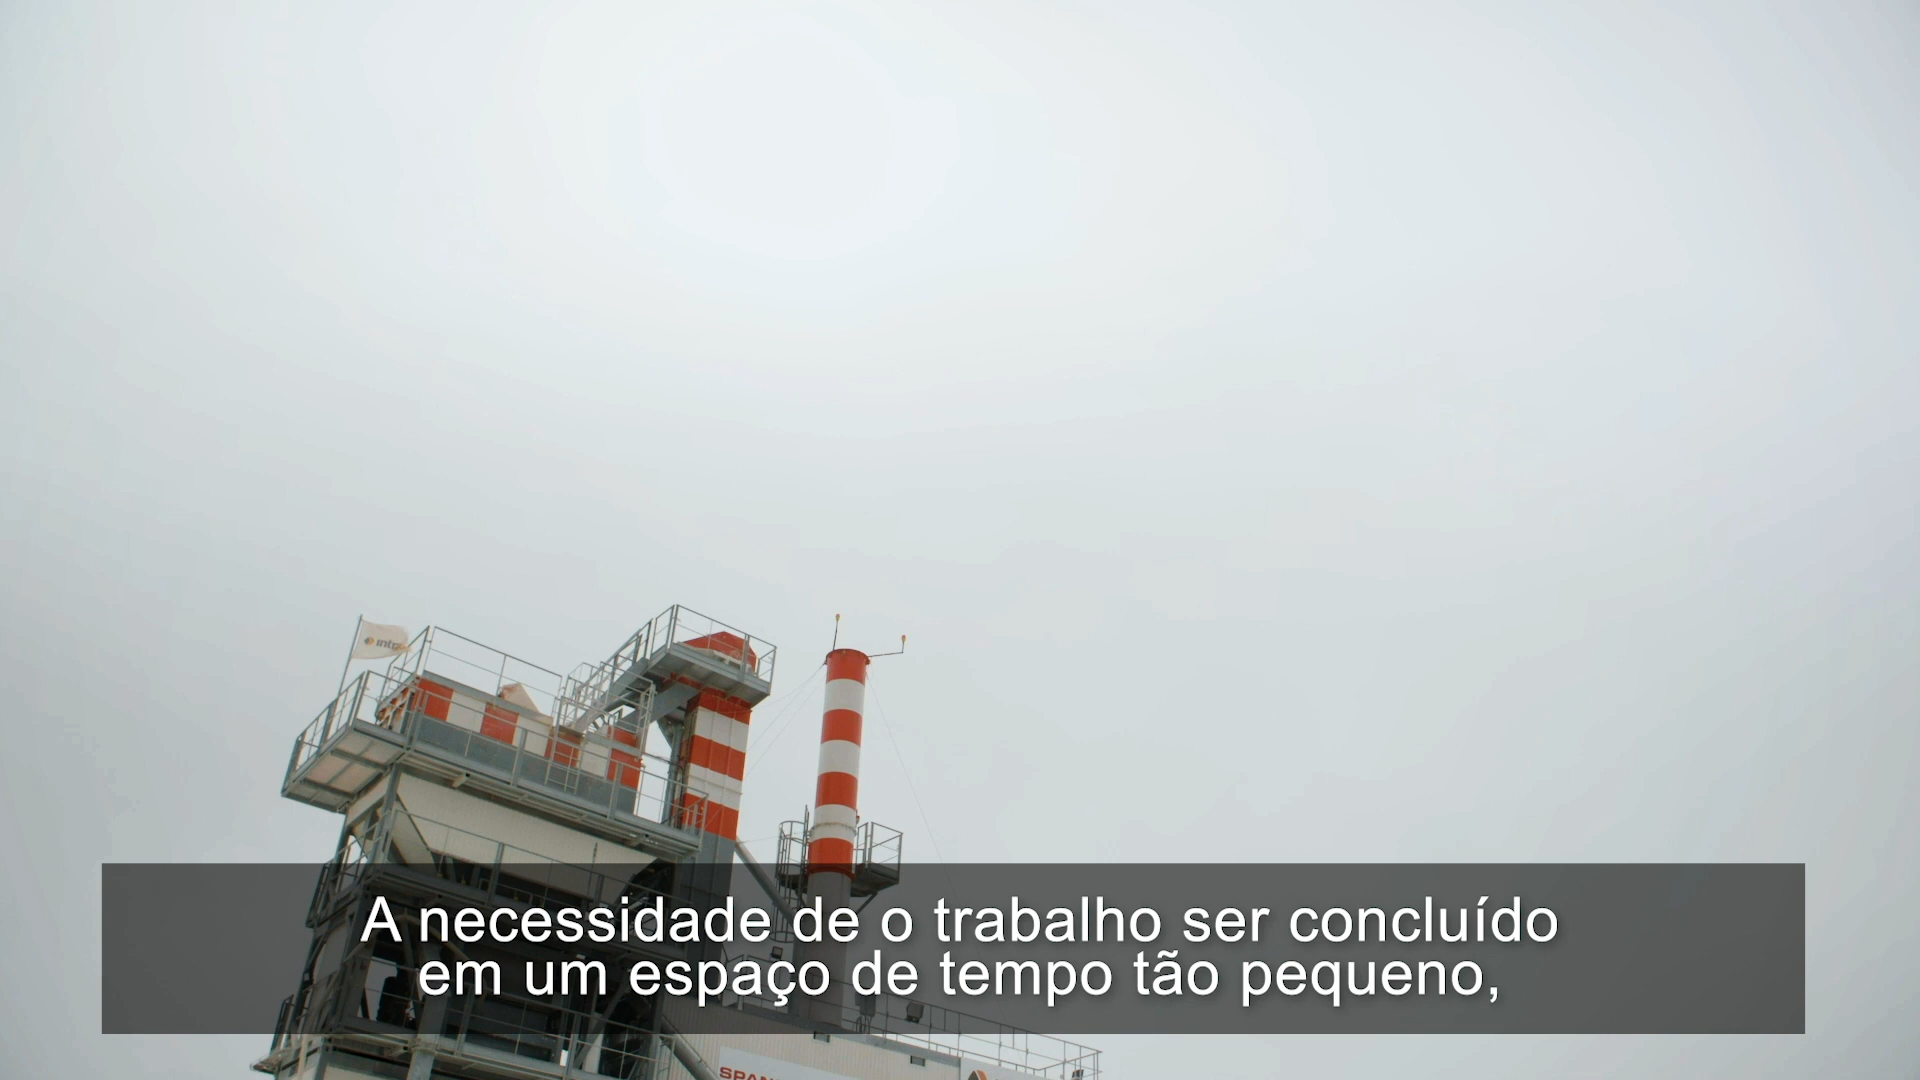 A necessidade de o trabalho ser concluído
em um espaço de tempo tão pequeno,